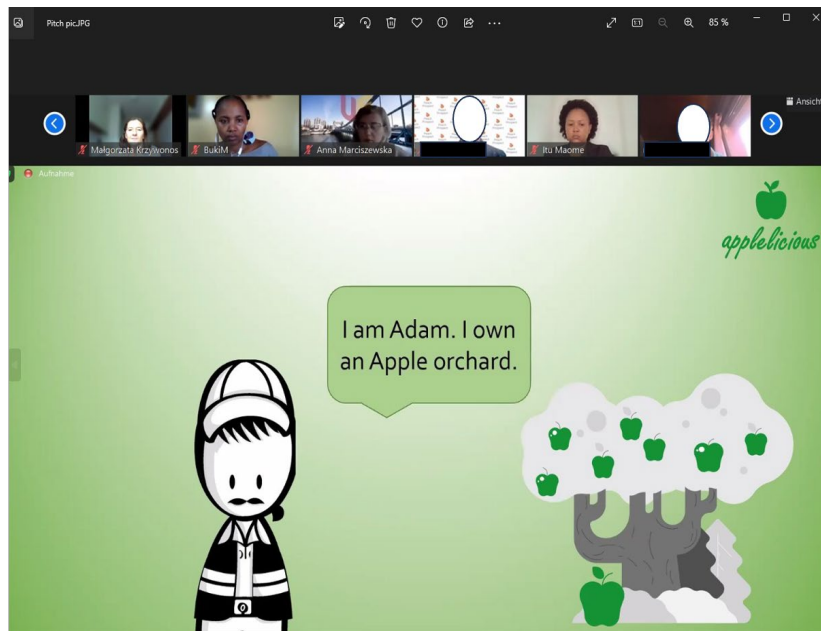 Pitch pic.JPG
85 %
Ansicht
Małgorzata Krzywonos
BukiM
Anna Marciszewska
Itu Maome
Aufnahme
applelicious
I am Adam. I own
an Apple orchard.